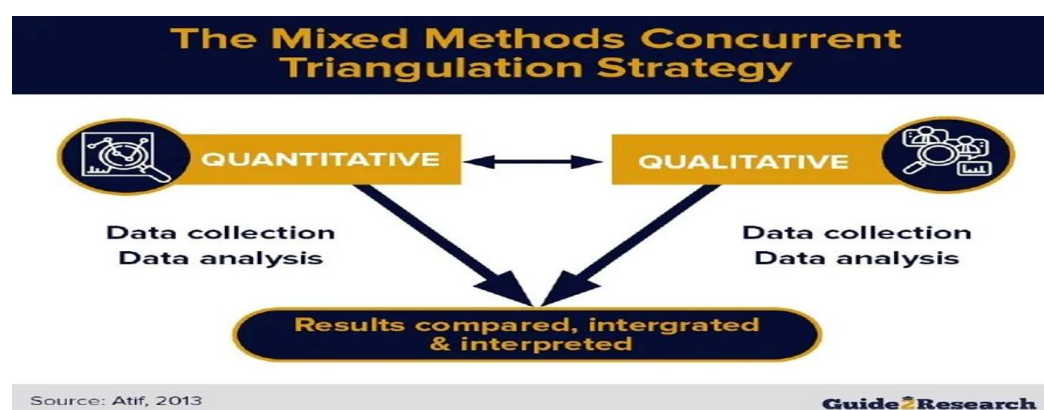 The Mixed Methods Concurrent
Triangulation Strategy
QUANTITATIVE
QUALITATIVE
Data collection
Data analysis
Data collection
Data analysis
Results compared, intergrated
& interpreted
Source: Atif, 2013
Guide2Research